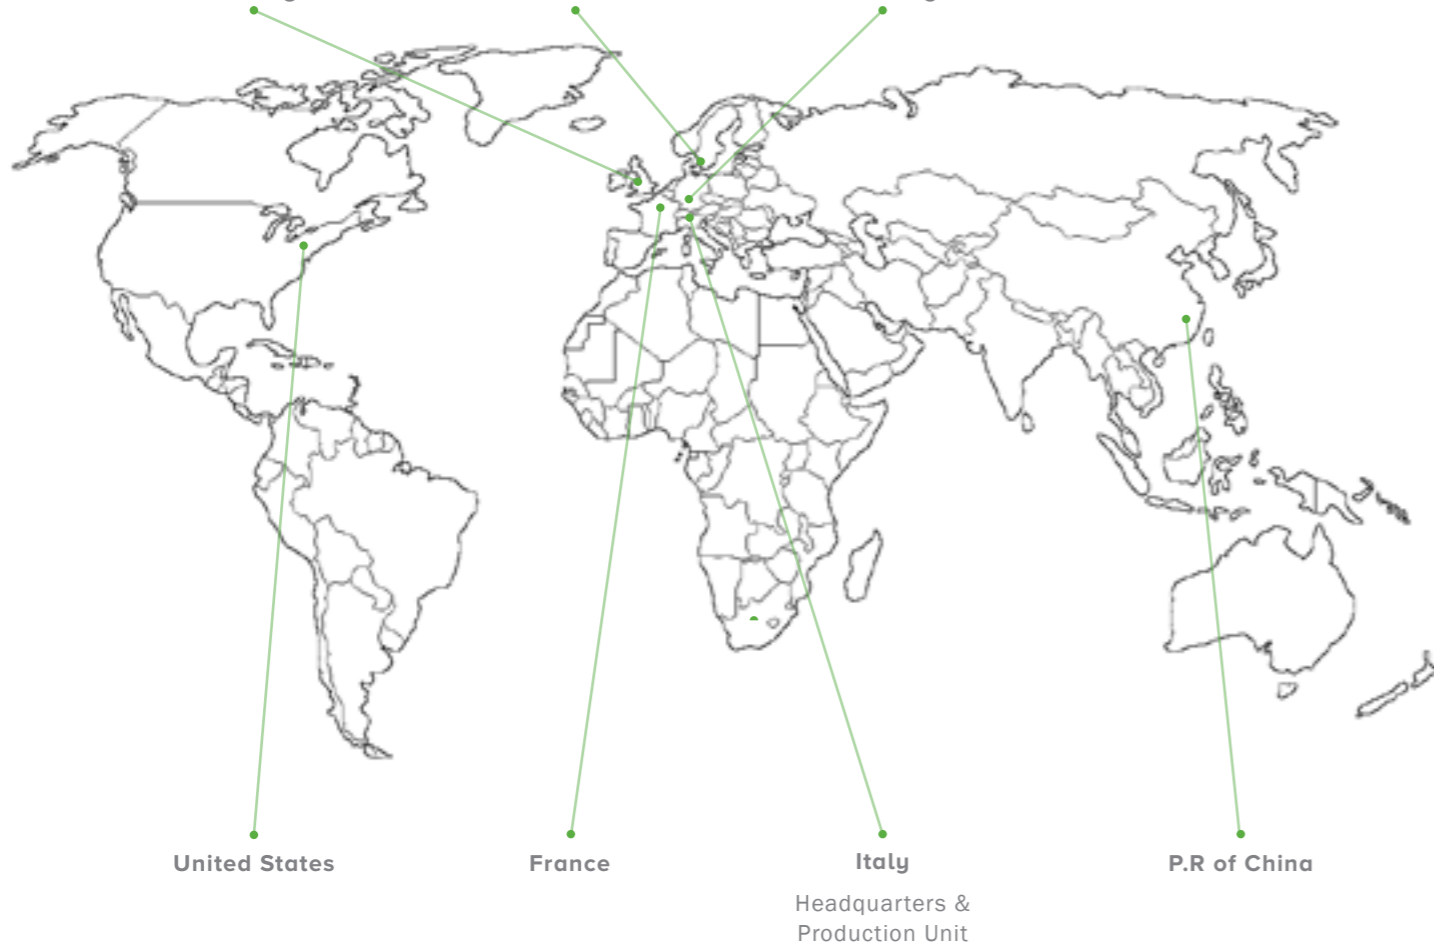 United States
France
Italy
P.R of China
Headquarters &
Production Unit